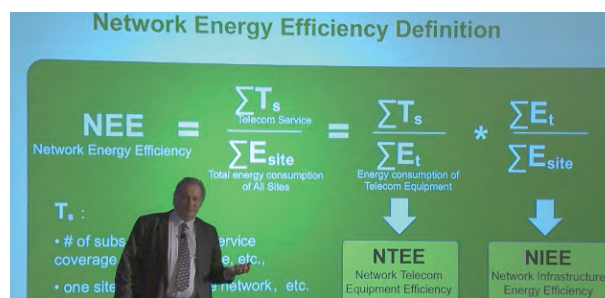 Network Energy Efficiency Definition
NEE = ∑Ts / ∑Esite = ∑Ts / ∑Et * ∑Et / ∑Esite
Telecom Service
Network Energy Efficiency
Total energy consumption of All Sites
Energy consumption of Telecom Equipment
Ts :
• # of subs ervice
coverage e, etc.,
• one site network, etc.
NTEE
Network Telecom
Equipment Efficiency
NIEE
Network Infrastructure
Energy Efficiency